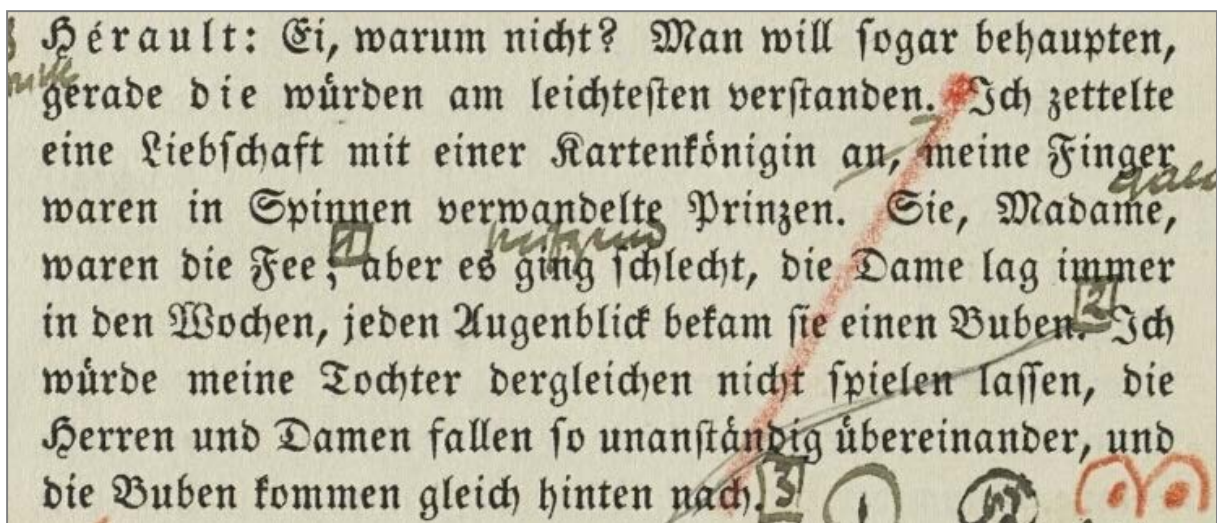 Hérault: Ei, warum nicht? Man will ſogar behaupten,
gerade die würden am leichteſten verſtanden. Ich zettelte
eine Liebſchaft mit einer Kartenkönigin an, meine Finger
waren in Spinnen verwandelte Prinzen. Sie, Madame,
1
waren die Fee; aber es ging ſchlecht, die Dame lag immer
2
in den Wochen, jeden Augenblick bekam ſie einen Buben. Ich
würde meine Tochter dergleichen nicht ſpielen laſſen, die
Herren und Damen fallen ſo unanſtändig übereinander, und
die Buben kommen gleich hinten nach. 3